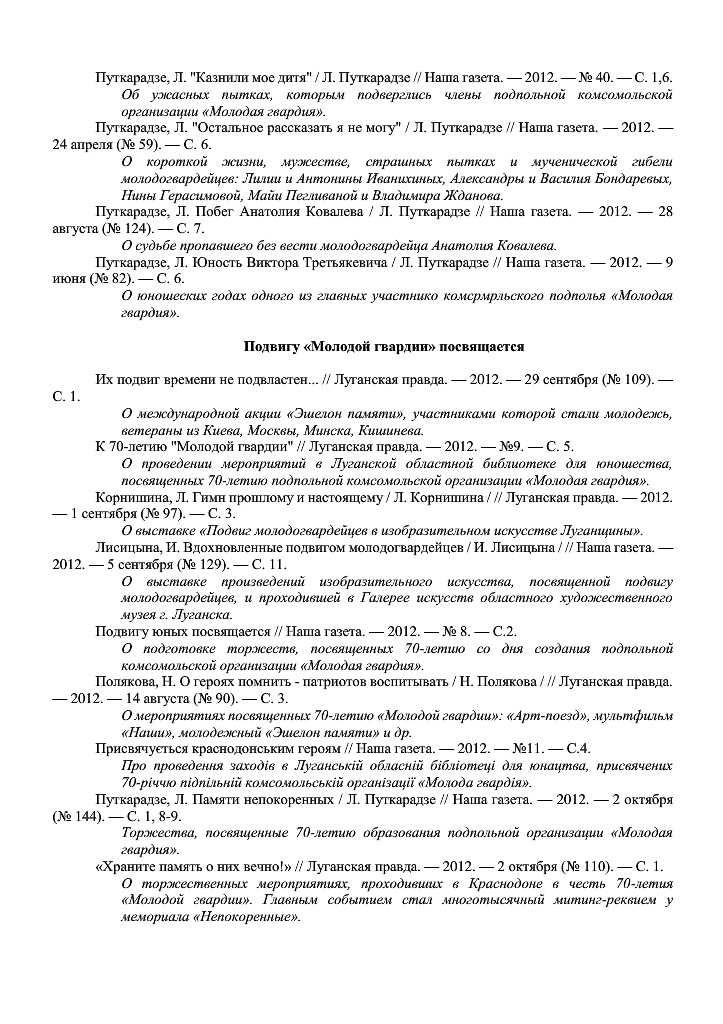 Путкарадзе, Л. "Казнили мое дитя" / Л. Путкарадзе // Наша газета. — 2012. — № 40. — С. 1,6.
Об ужасных пытках, которым подверглись члены подпольной комсомольской
организации «Молодая гвардия».
Путкарадзе, Л. "Остальное рассказать я не могу" / Л. Путкарадзе // Наша газета. — 2012. —
24 апреля (№ 59). — С. 6.
О короткой жизни, мужестве, страшных пытках и мученической гибели
молодогвардейцев: Лилии и Антонины Иванихиных, Александры и Василия Бондаревых,
Нины Герасимовой, Майи Пегливаной и Владимира Жданова.
Путкарадзе, Л. Побег Анатолия Ковалева / Л. Путкарадзе // Наша газета. — 2012. — 28
августа (№ 124). — С. 7.
О судьбе пропавшего без вести молодогвардейца Анатолия Ковалева.
Путкарадзе, Л. Юность Виктора Третьякевича / Л. Путкарадзе // Наша газета. — 2012. — 9
июня (№ 82). — С. 6.
О юношеских годах одного из главных участнико комсрмрльского подполья «Молодая
гвардия».
Подвигу «Молодой гвардии» посвящается
Их подвиг времени не подвластен... // Луганская правда. — 2012. — 29 сентября (№ 109). —
С. 1.
О международной акции «Эшелон памяти», участниками которой стали молодежь,
ветераны из Киева, Москвы, Минска, Кишинева.
К 70-летию "Молодой гвардии" // Луганская правда. — 2012. — №9. — С. 5.
О проведении мероприятий в Луганской областной библиотеке для юношества,
посвященных 70-летию подпольной комсомольской организации «Молодая гвардия».
Корнишина, Л. Гимн прошлому и настоящему / Л. Корнишина / // Луганская правда. — 2012.
— 1 сентября (№ 97). — С. 3.
О выставке «Подвиг молодогвардейцев в изобразительном искусстве Луганщины».
Лисицына, И. Вдохновленные подвигом молодогвардейцев / И. Лисицына / // Наша газета. —
2012. — 5 сентября (№ 129). — С. 11.
О выставке произведений изобразительного искусства, посвященной подвигу
молодогвардейцев, и проходившей в Галерее искусств областного художественного
музея г. Луганска.
Подвигу юных посвящается // Наша газета. — 2012. — № 8. — С.2.
О подготовке торжеств, посвященных 70-летию со дня создания подпольной
комсомольской организации «Молодая гвардия».
Полякова, Н. О героях помнить - патриотов воспитывать / Н. Полякова / // Луганская правда.
— 2012. — 14 августа (№ 90). — С. 3.
О мероприятиях посвященных 70-летию «Молодой гвардии»: «Арт-поезд», мультфильм
«Наши», молодежный «Эшелон памяти» и др.
Присвячується краснодонським героям // Наша газета. — 2012. — №11. — С.4.
Про проведення заходів в Луганській обласній бібліотеці для юнацтва, присвячених
70-річчю підпільній комсомольській організації «Молода гвардія».
Путкарадзе, Л. Памяти непокоренных / Л. Путкарадзе // Наша газета. — 2012. — 2 октября
(№ 144). — С. 1, 8-9.
Торжества, посвященные 70-летию образования подпольной организации «Молодая
гвардия».
«Храните память о них вечно!» // Луганская правда. — 2012. — 2 октября (№ 110). — С. 1.
О торжественных мероприятиях, проходивших в Краснодоне в честь 70-летия
«Молодой гвардии». Главным событием стал многотысячный митинг-реквием у
мемориала «Непокоренные».